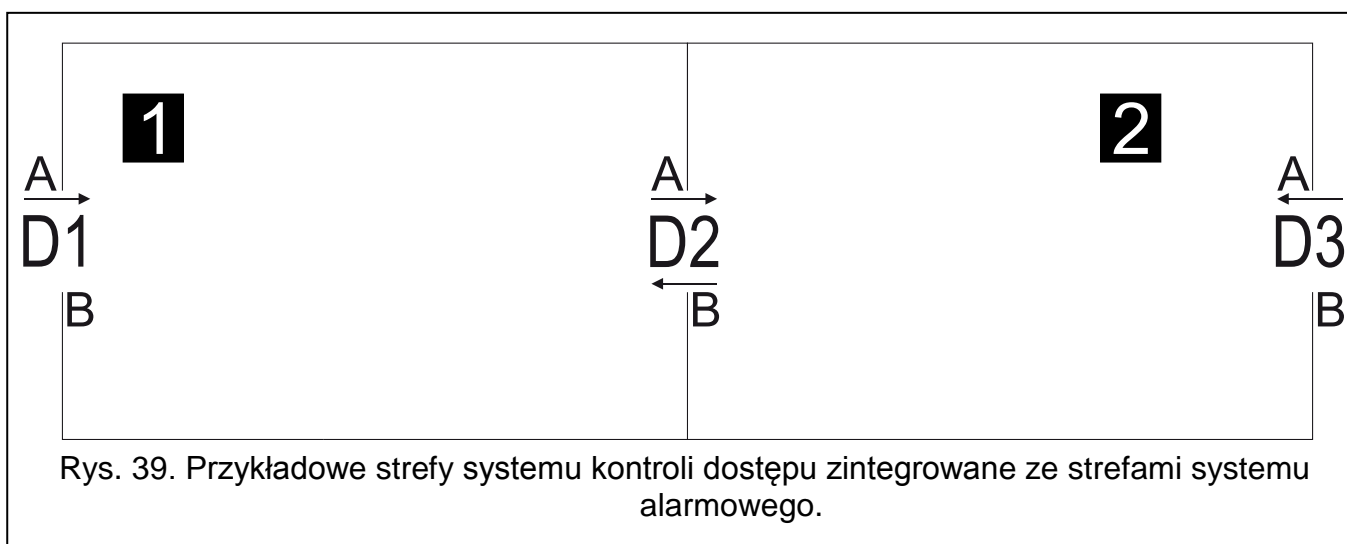 1
2
A
D1
B
A
D2
B
A
D3
B
Rys. 39. Przykładowe strefy systemu kontroli dostępu zintegrowane ze strefami systemu
alarmowego.